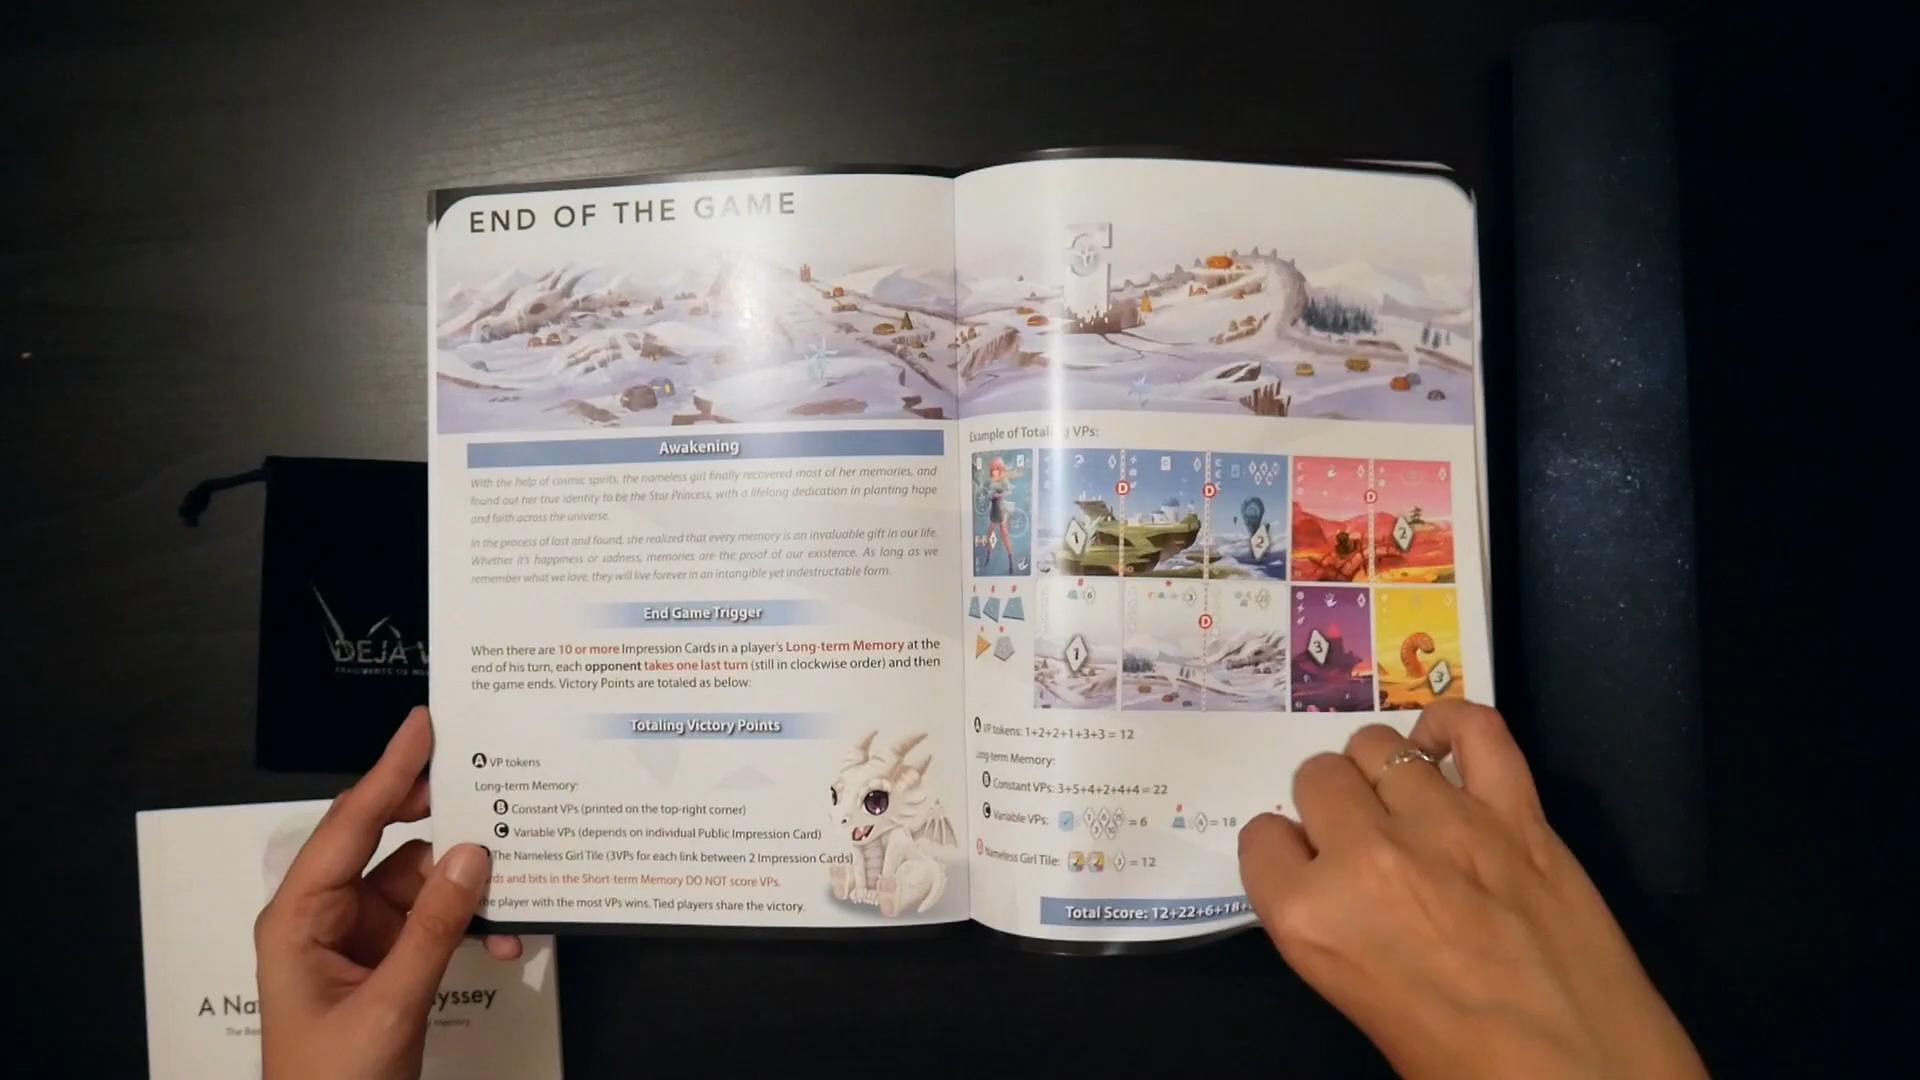 END OF THE GAME
Awakening
With the help of cosmic spirits, the nameless girl finally recovered most of her memories, and
found out her true identity to be the Star Princess, with a lifelong dedication in planting hope
and faith across the universe.
In the process of lost and found, she realized that every memory is an invaluable gift in our life.
Whether it's happiness or sadness, memories are the proof of our existence. As long as we
remember what we love, they will live forever in an intangible yet indestructable form.
End Game Trigger
When there are 10 or more Impression Cards in a player's Long-term Memory at the
end of his turn, each opponent takes one last turn (still in clockwise order) and then
the game ends. Victory Points are totaled as below:
Totaling Victory Points
A VP tokens
Long-term Memory:
B Constant VPs (printed on the top-right corner)
C Variable VPs (depends on individual Public Impression Card)
The Nameless Girl Tile (3VPs for each link between 2 Impression Cards)
and bits in the Short-term Memory DO NOT score VPs.
player with the most VPs wins. Tied players share the victory.
Example of Totaling VPs:
D D D
1 2 2
D
1 3 3
A VP tokens: 1+2+2+1+3+3 = 12
Long-term Memory:
B Constant VPs: 3+5+4+2+4+4 = 22
C Variable VPs: = 6 6 = 18
D Nameless Girl Tile: 3 = 12
Total Score: 12+22+6+18+
DEJA V
A Na yssey
The Memory